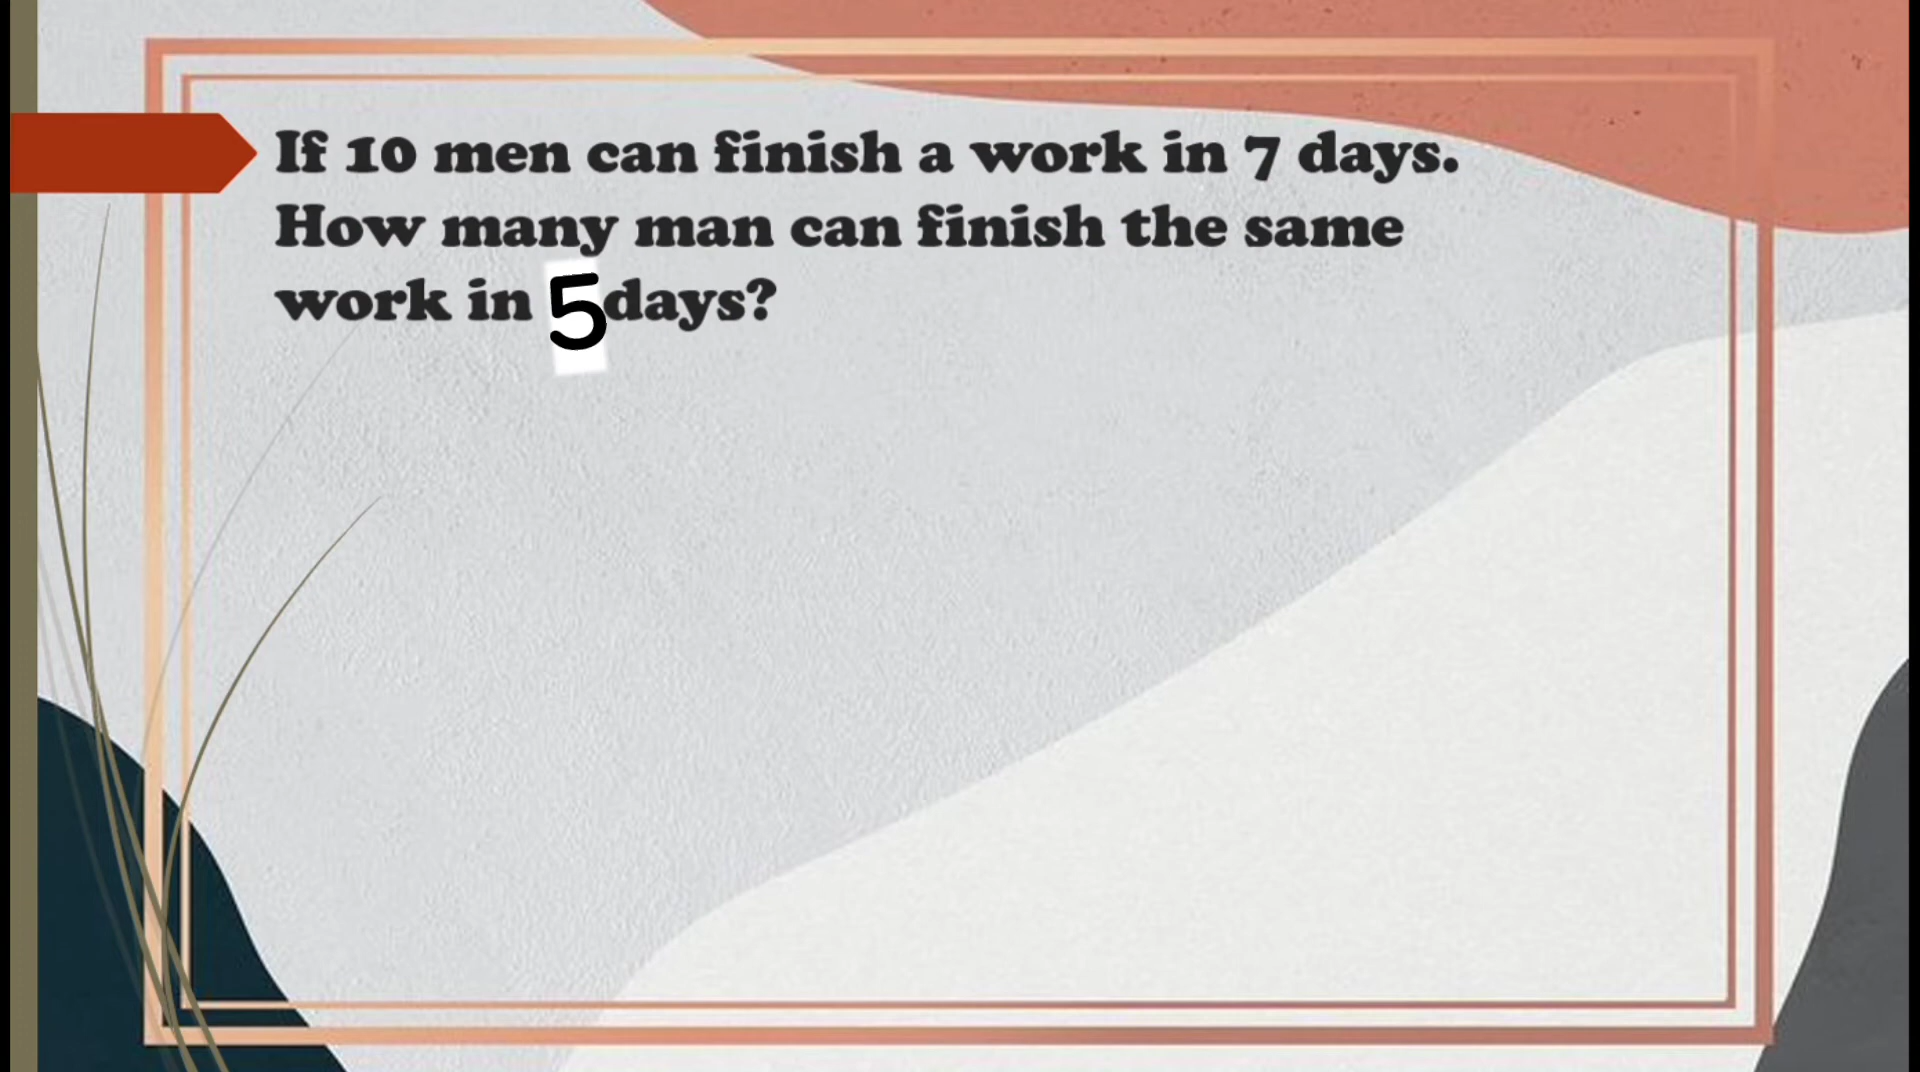 If 10 men can finish a work in 7 days.
How many man can finish the same
work in 5days?